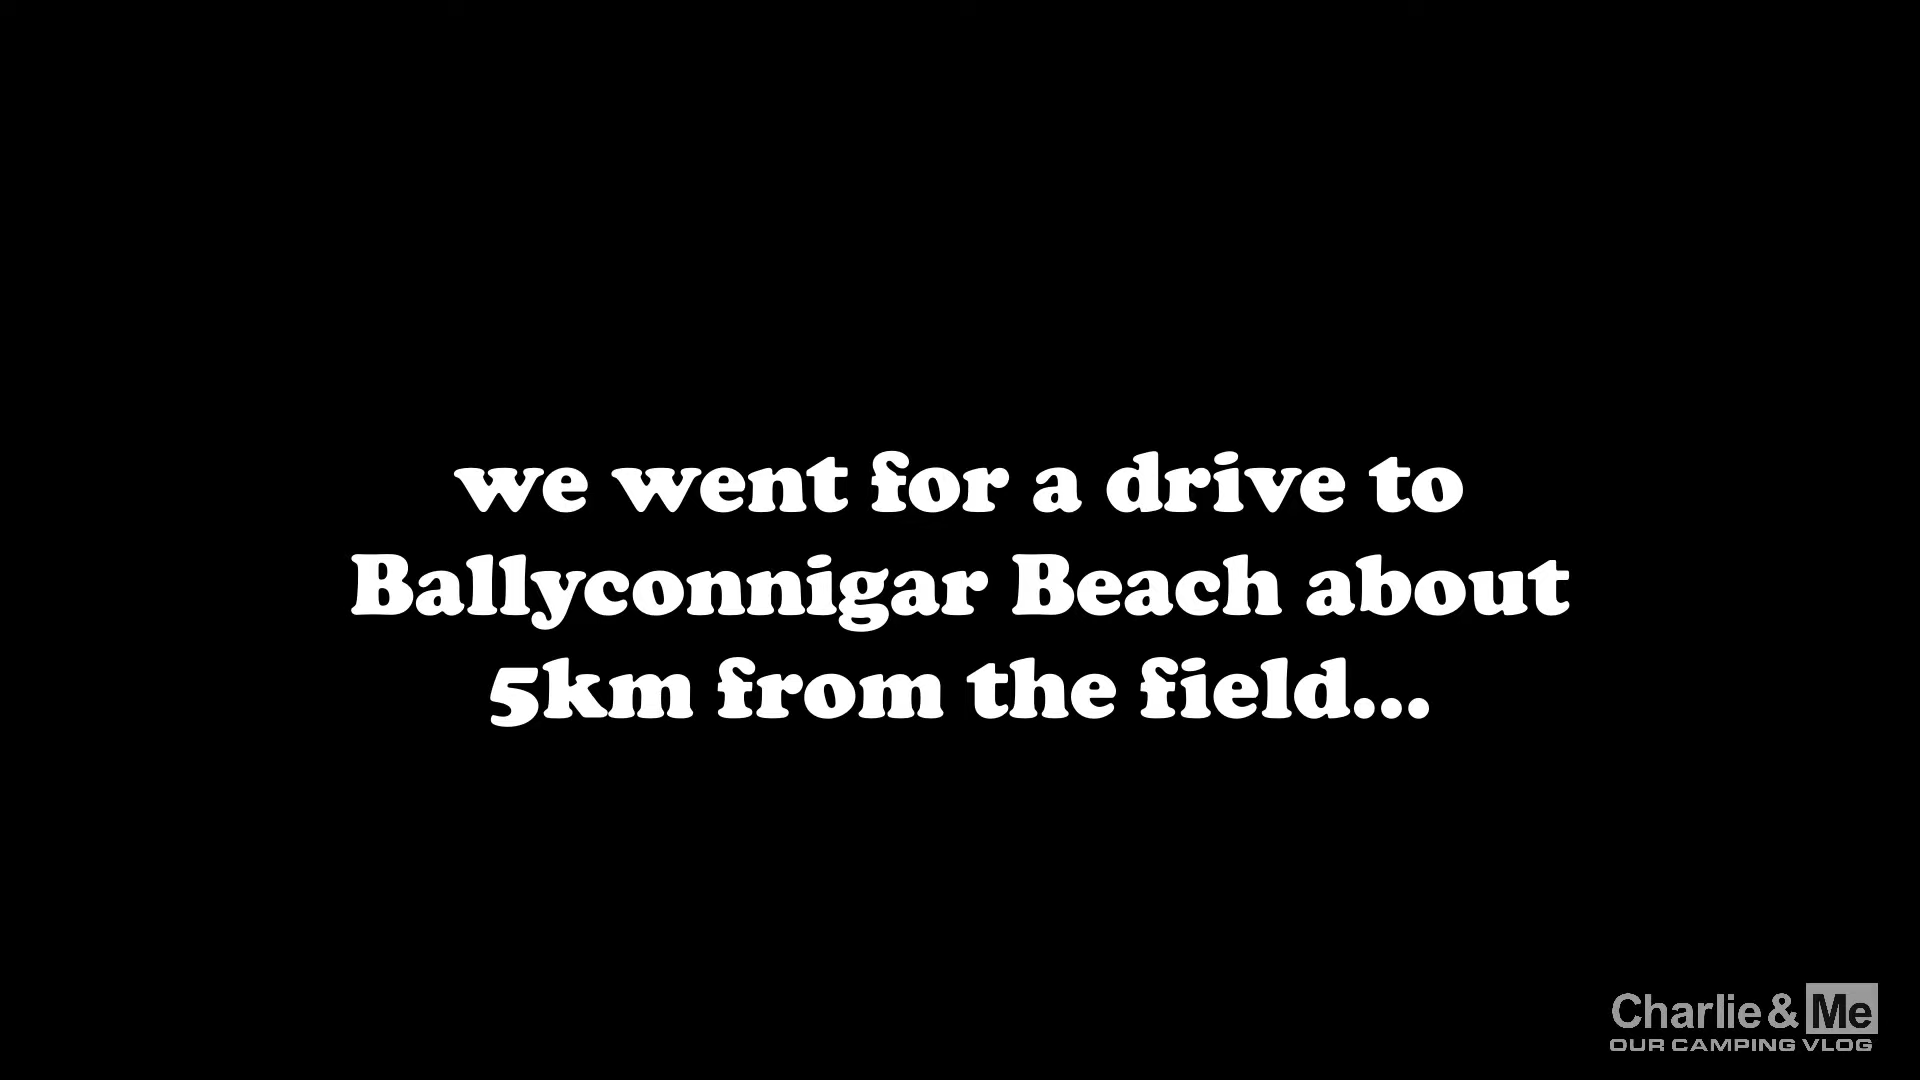 we went for a drive to
Ballyconnigar Beach about
5km from the field...
Charlie & Me
OUR CAMPING VLOG